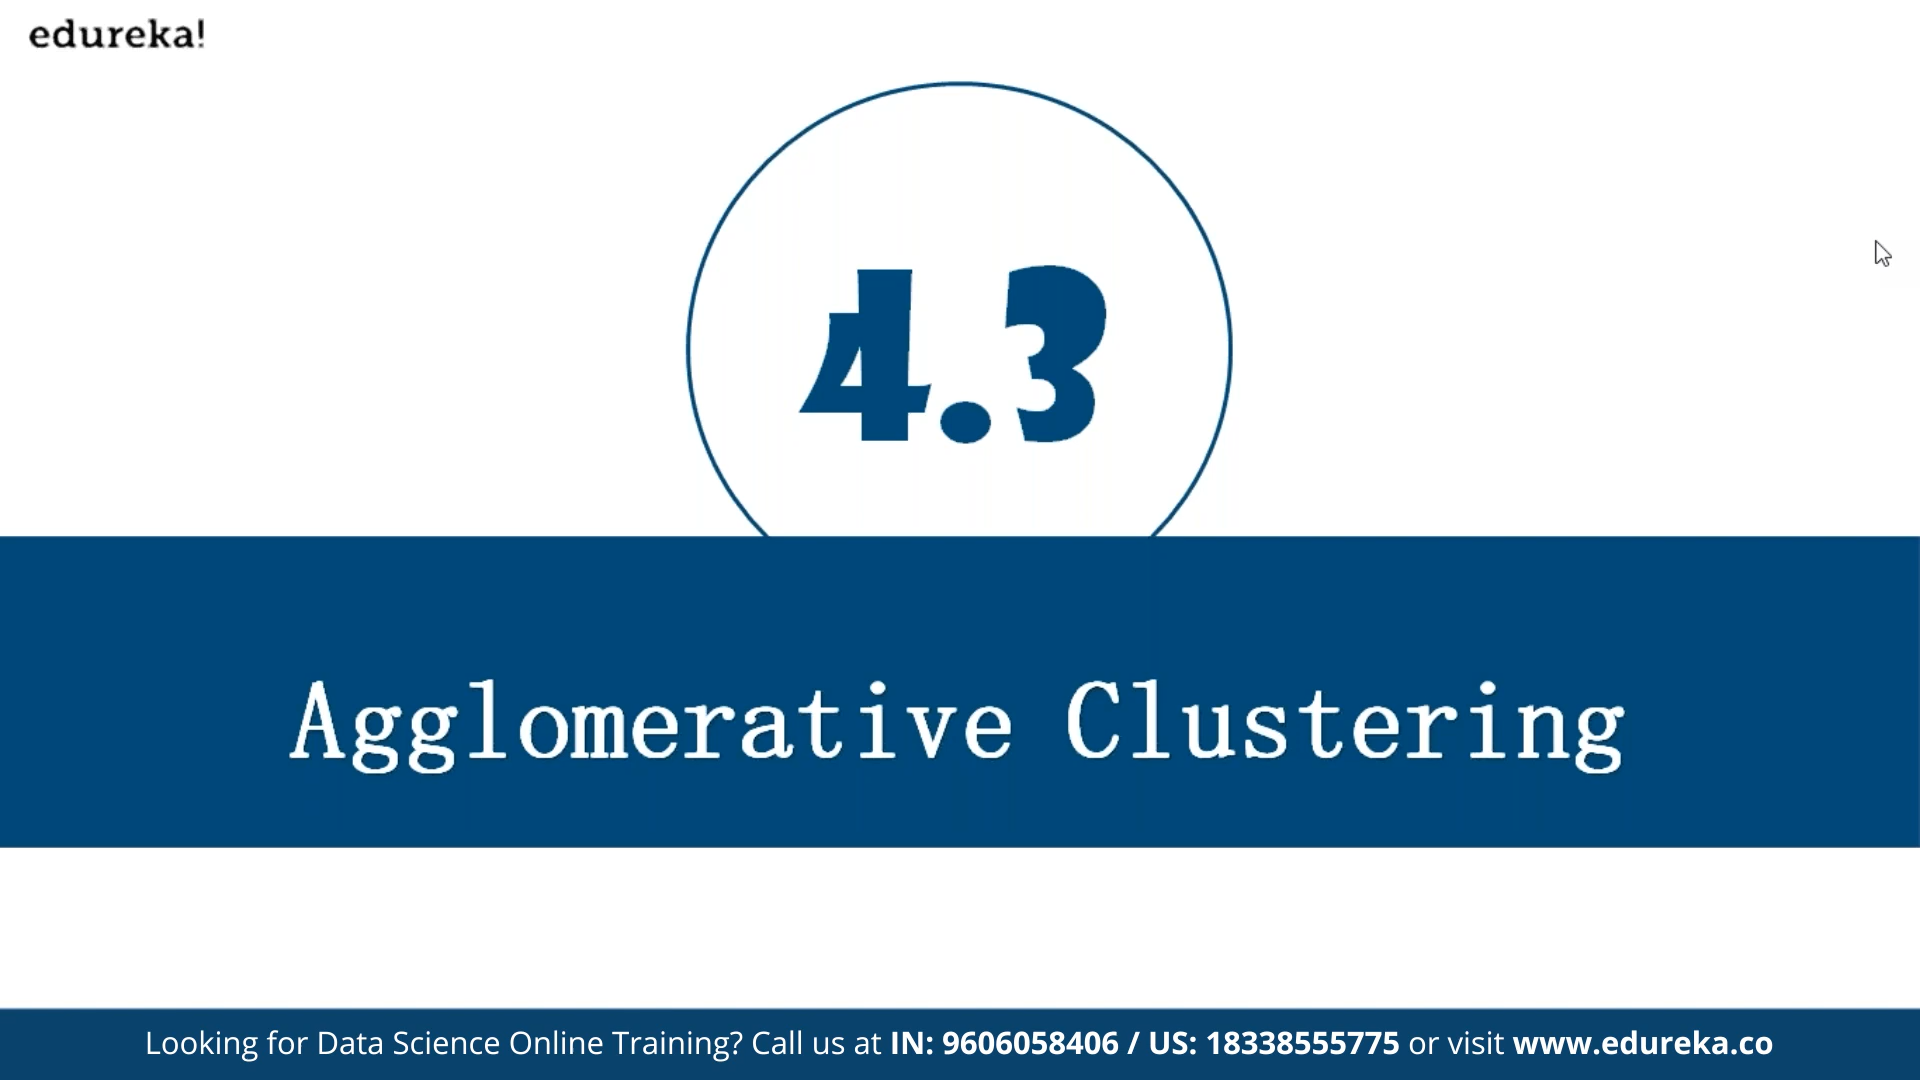 edureka!
4.3
Agglomerative Clustering
Looking for Data Science Online Training? Call us at IN: 9606058406 / US: 18338555775 or visit www.edureka.co